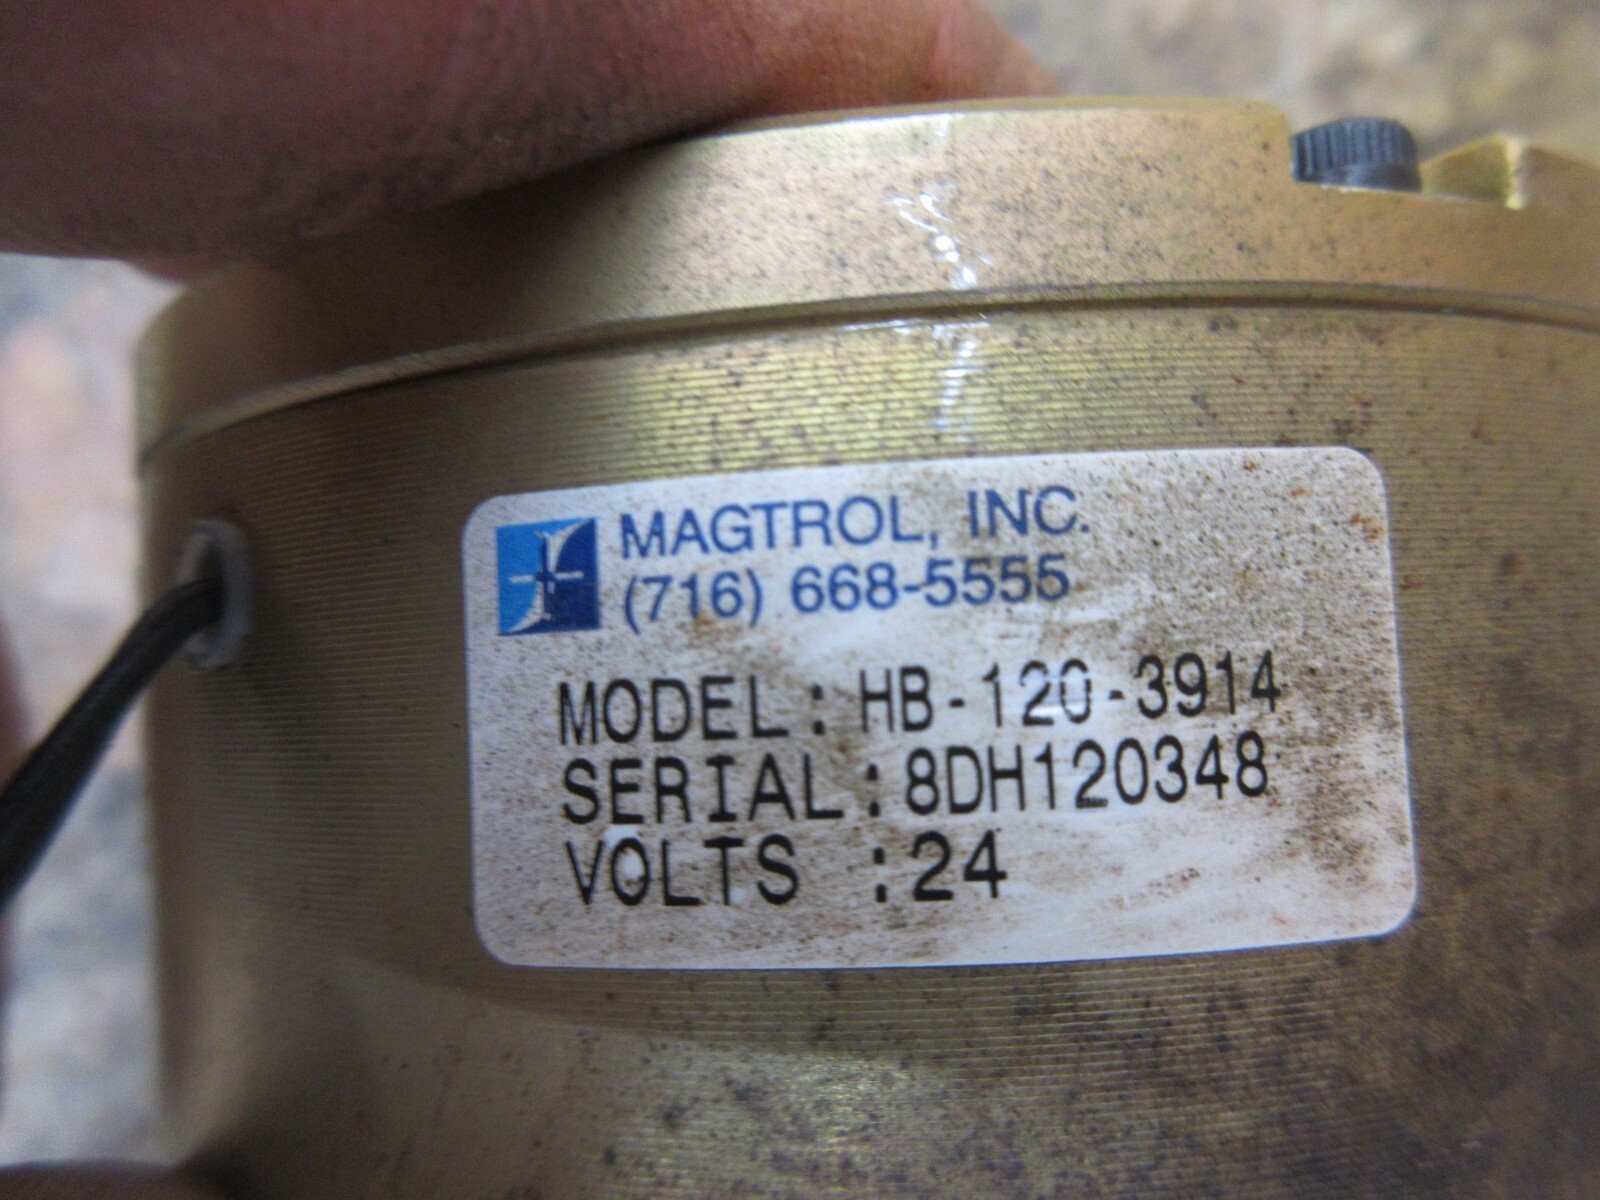 MAGTROL, INC.
(716) 668-5555
MODEL: HB-120-3914
SERIAL:8DH120348
VOLTS :24